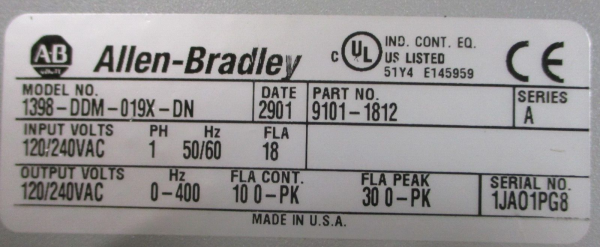 AB Allen-Bradley
c UL IND. CONT. EQ.
US LISTED
51Y4 E145959
CE
MODEL NO. DATE PART NO. SERIES
1398-DDM-019X-DN 2901 9101-1812 A
INPUT VOLTS PH Hz FLA
120/240VAC 1 50/60 18
OUTPUT VOLTS Hz FLA CONT. FLA PEAK SERIAL NO.
120/240VAC 0-400 10 0-PK 30 0-PK 1JA01PG8
MADE IN U.S.A.